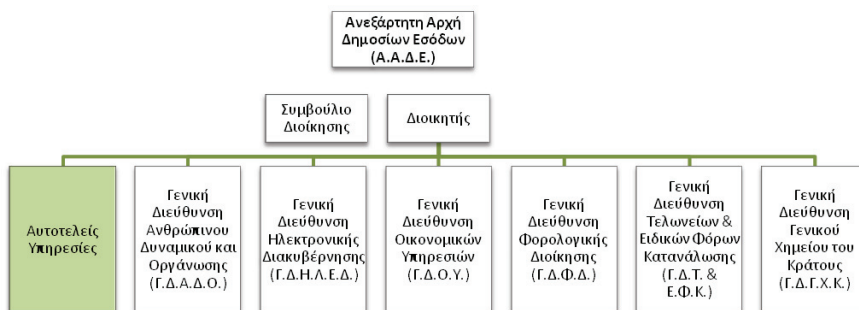 Ανεξάρτητη Αρχή
Δημοσίων Εσόδων
(Α.Α.Δ.Ε.)
Συμβούλιο
Διοίκησης
Διοικητής
Αυτοτελείς
Υπηρεσίες
Γενική
Διεύθυνση
Ανθρώπινου
Δυναμικού και
Οργάνωσης
(Γ.Δ.Α.Δ.Ο.)
Γενική
Διεύθυνση
Ηλεκτρονικής
Διακυβέρνησης
(Γ.Δ.Η.Λ.Ε.Δ.)
Γενική
Διεύθυνση
Οικονομικών
Υπηρεσιών
(Γ.Δ.Ο.Υ.)
Γενική
Διεύθυνση
Φορολογικής
Διοίκησης
(Γ.Δ.Φ.Δ.)
Γενική
Διεύθυνση
Τελωνείων &
Ειδικών Φόρων
Κατανάλωσης
(Γ.Δ.Τ. &
Ε.Φ.Κ.)
Γενική
Διεύθυνση
Γενικού
Χημείου του
Κράτους
(Γ.Δ.Γ.Χ.Κ.)